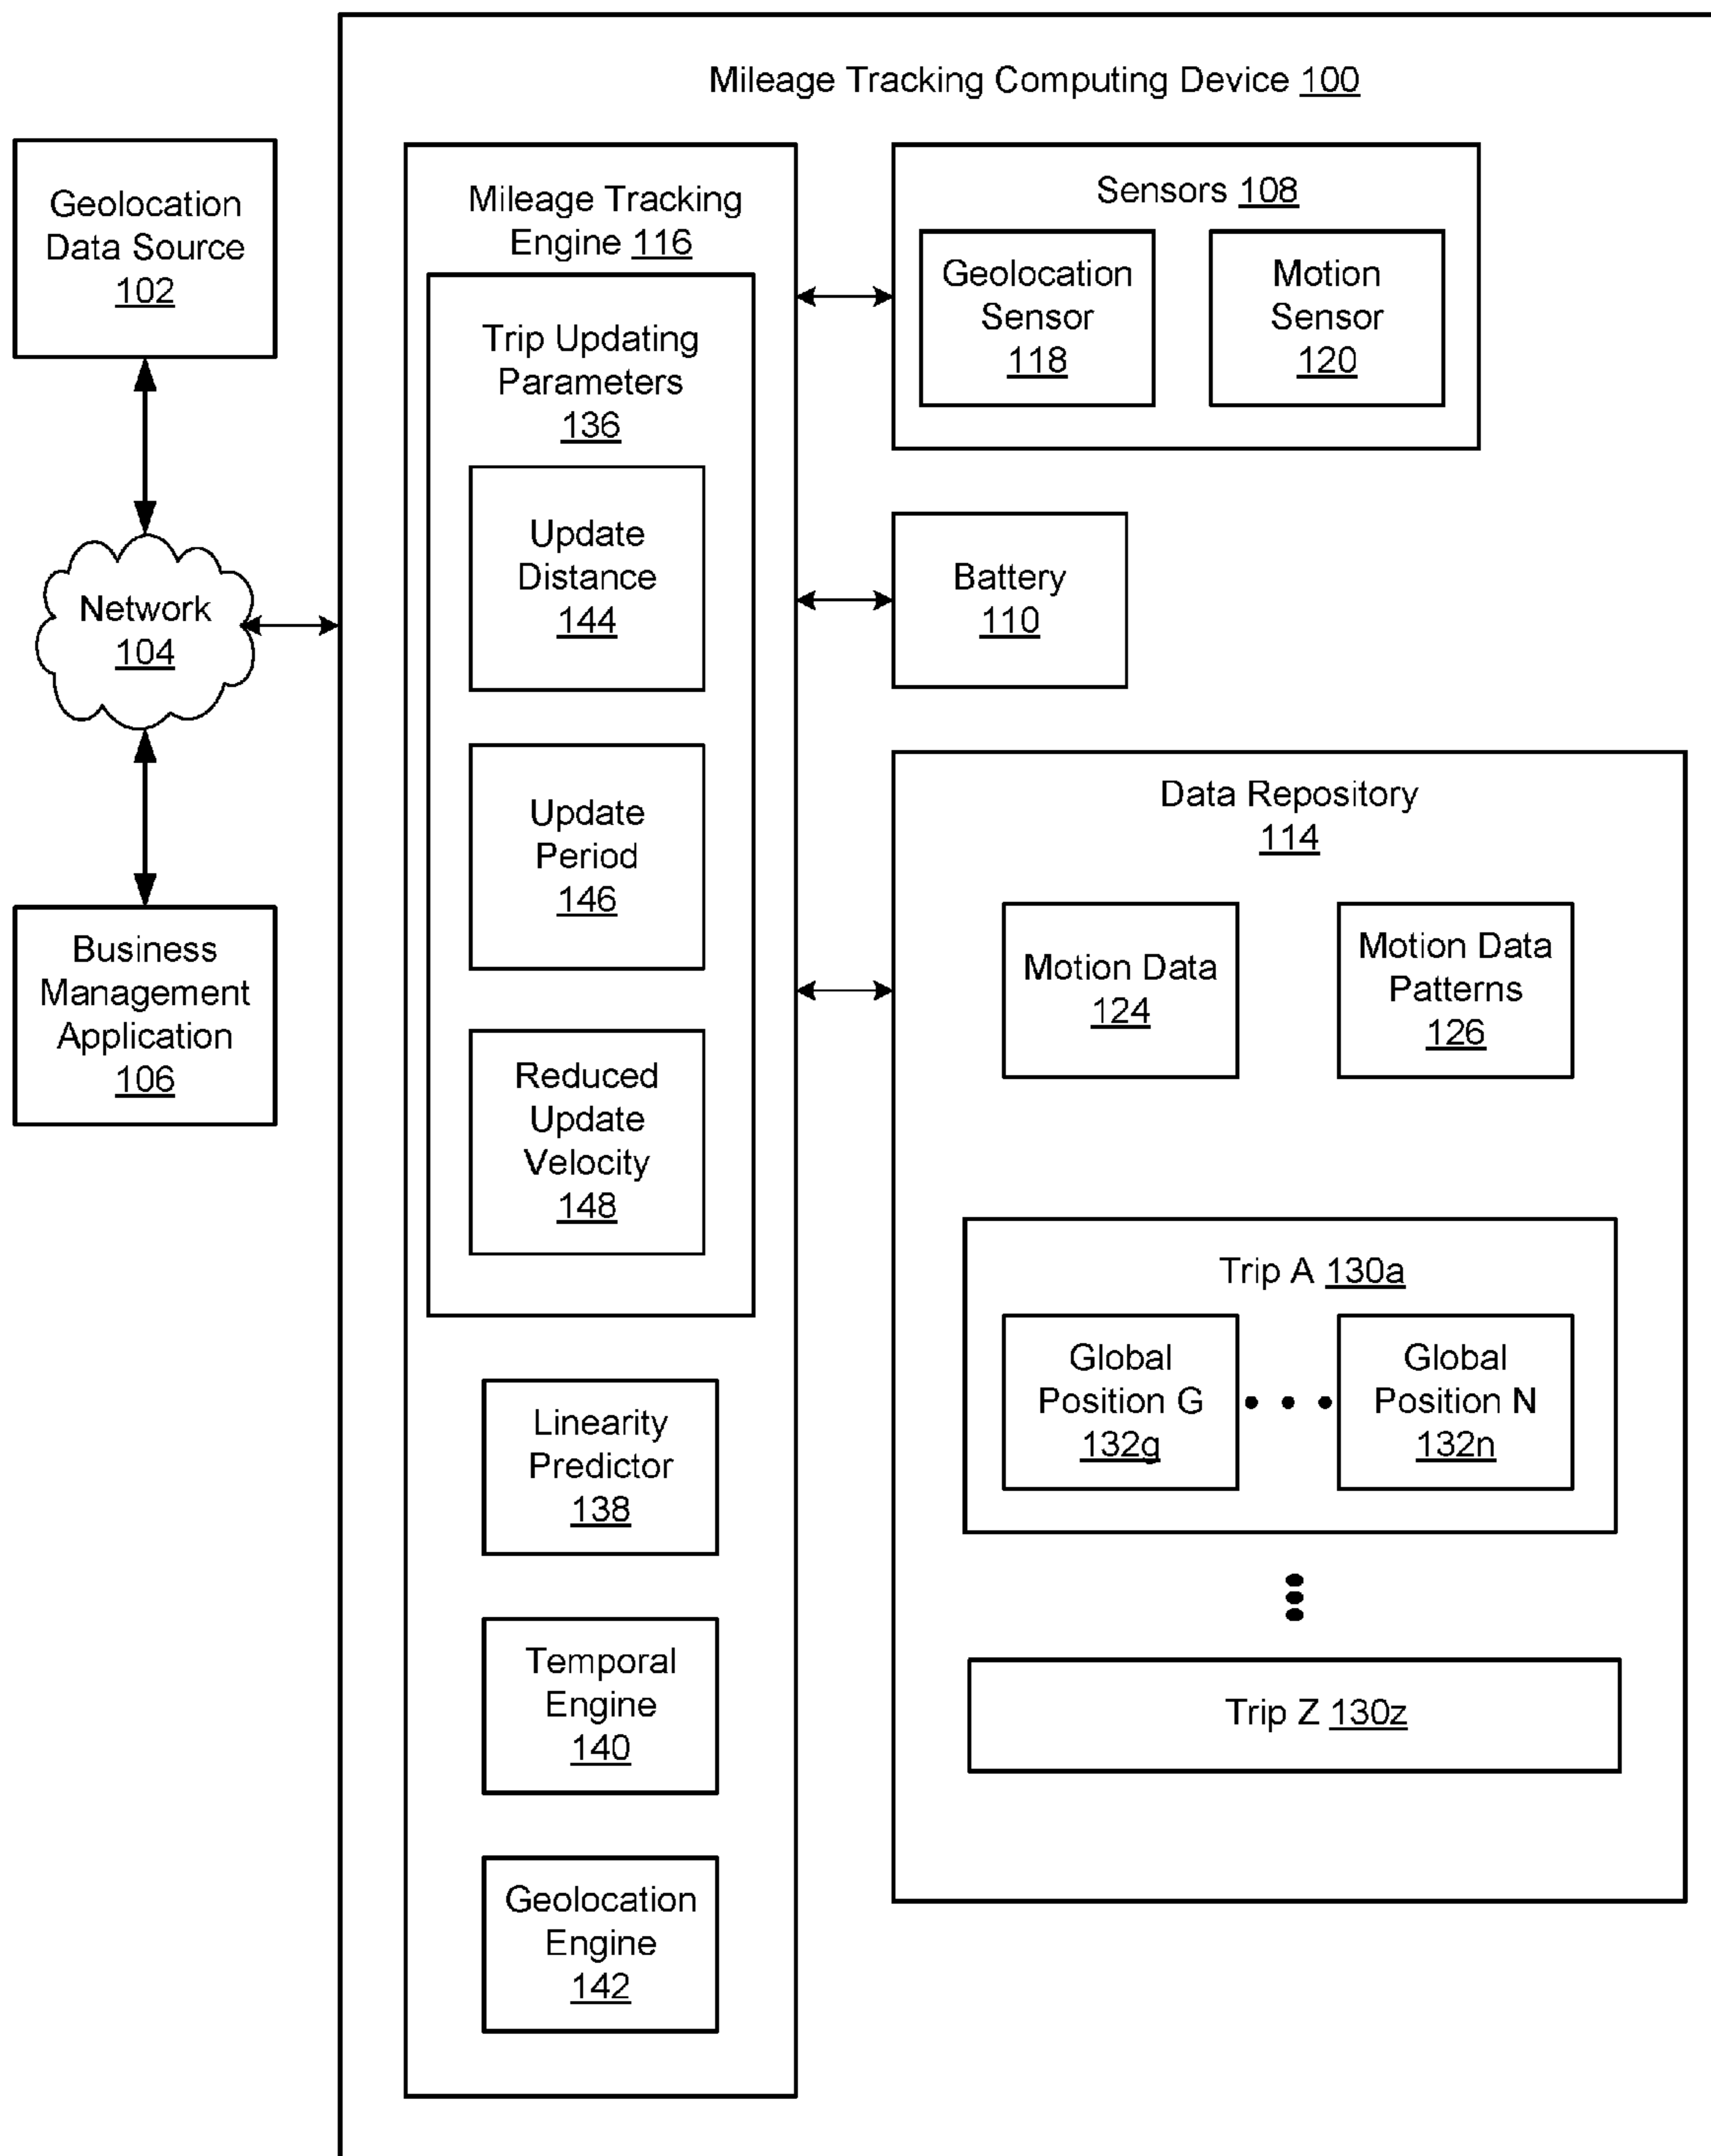 Mileage Tracking Computing Device 100
Geolocation
Data Source
102
Network
104
Business
Management
Application
106
Mileage Tracking
Engine 116
Trip Updating
Parameters
136
Update
Distance
144
Update
Period
146
Reduced
Update
Velocity
148
Linearity
Predictor
138
Temporal
Engine
140
Geolocation
Engine
142
Sensors 108
Geolocation
Sensor
118
Motion
Sensor
120
Battery
110
Data Repository
114
Motion Data
124
Motion Data
Patterns
126
Trip A 130a
Global
Position G
132g
Global
Position N
132n
Trip Z 130z